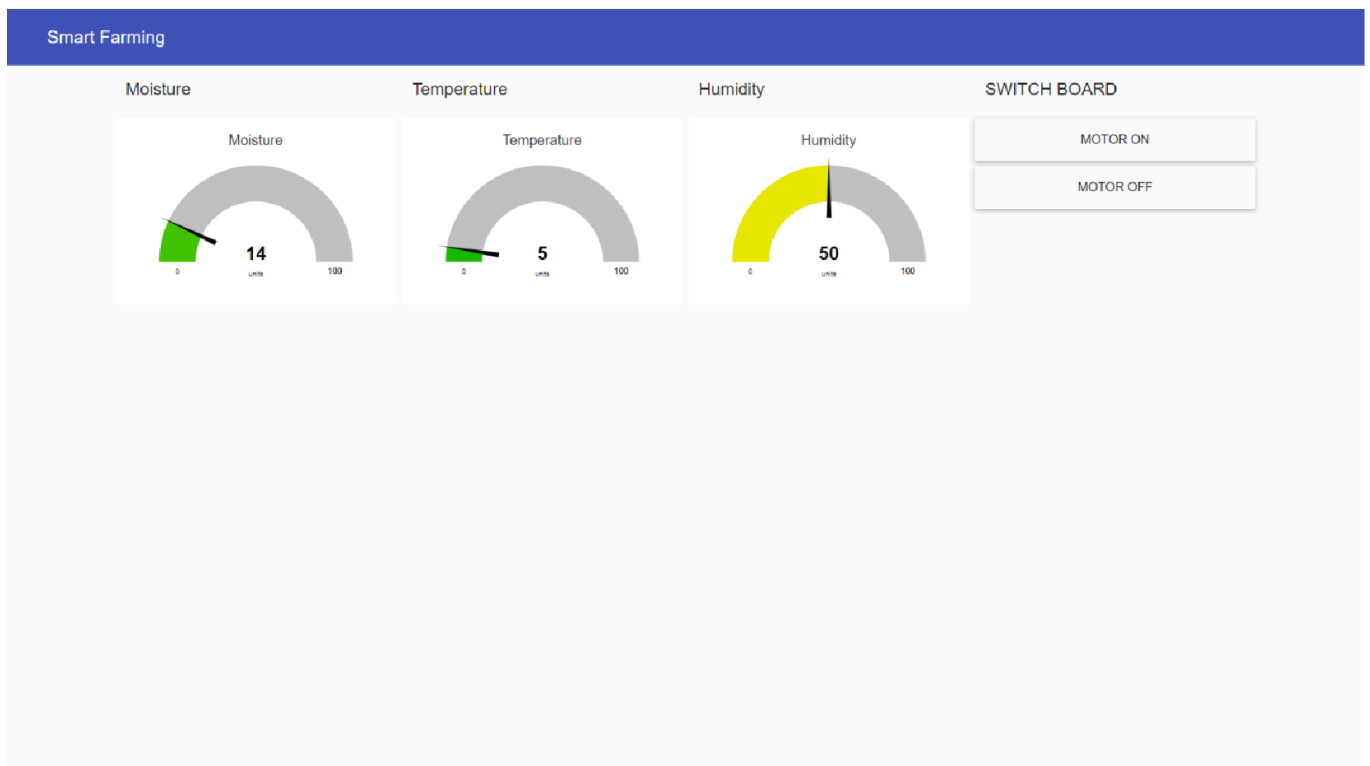 Smart Farming
Moisture
Temperature
Humidity
SWITCH BOARD
Moisture
14
0
units
100
Temperature
5
0
units
100
Humidity
50
0
units
100
MOTOR ON
MOTOR OFF